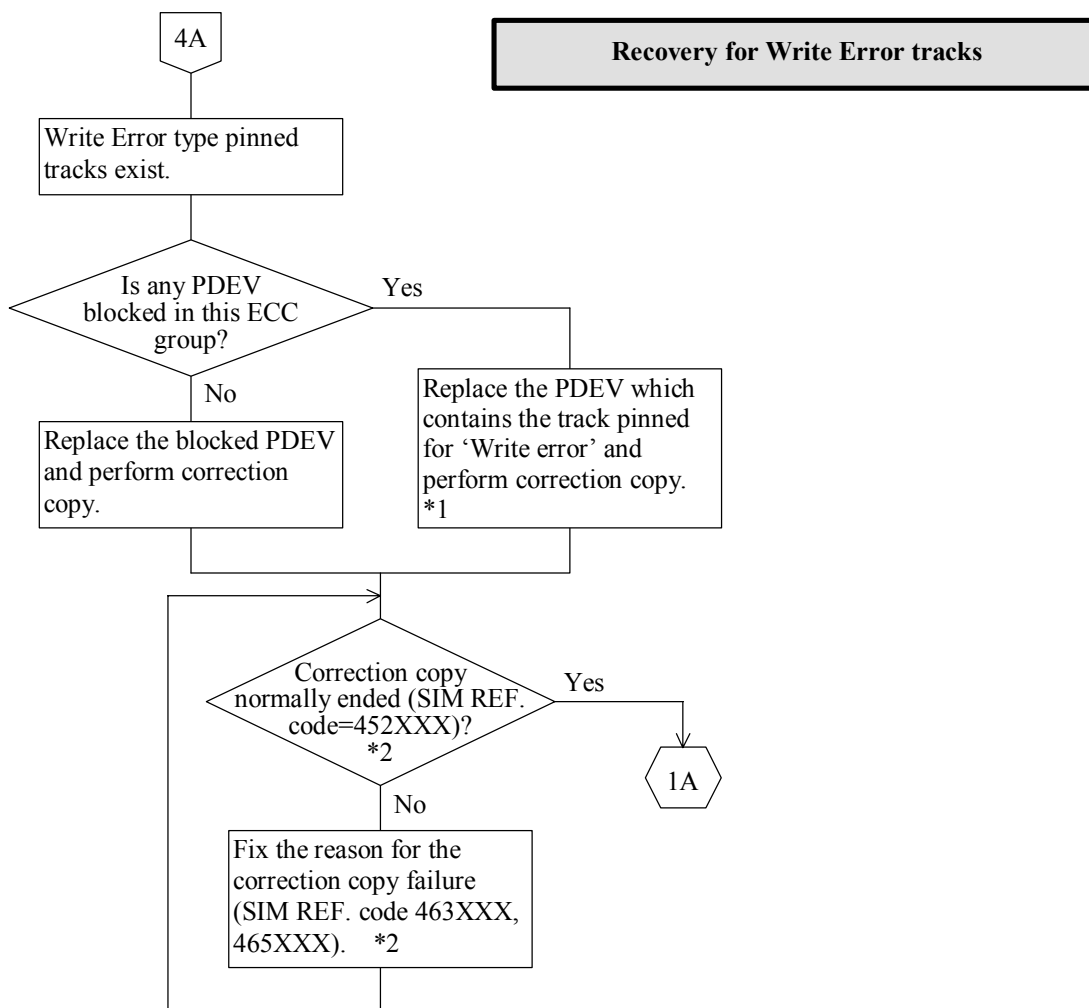 4A
Recovery for Write Error tracks
Write Error type pinned
tracks exist.
Is any PDEV
blocked in this ECC
group?
Yes
No
Replace the blocked PDEV
and perform correction
copy.
Replace the PDEV which
contains the track pinned
for ‘Write error’ and
perform correction copy.
*1
Correction copy
normally ended (SIM REF.
code=452XXX)?
*2
Yes
1A
No
Fix the reason for the
correction copy failure
(SIM REF. code 463XXX,
465XXX). *2